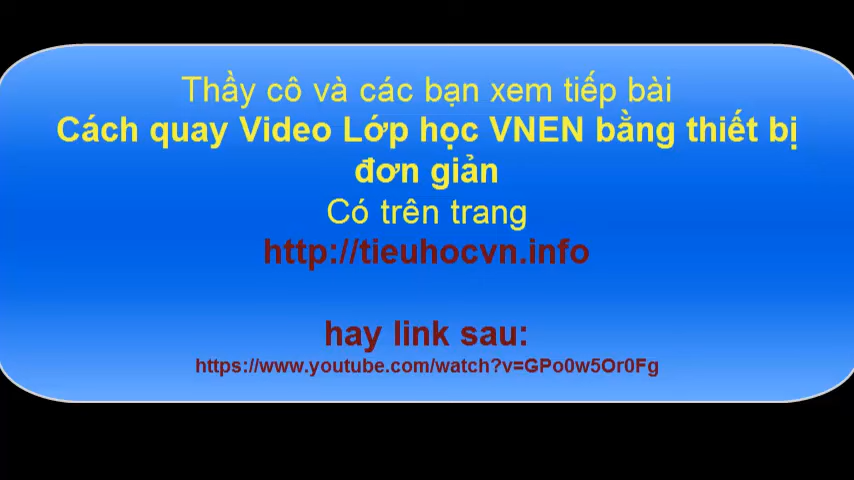 Thầy cô và các bạn xem tiếp bài
Cách quay Video Lớp học VNEN bằng thiết bị
đơn giản
Có trên trang
http://tieuhocvn.info
hay link sau:
https://www.youtube.com/watch?v=GPo0w5Or0Fg